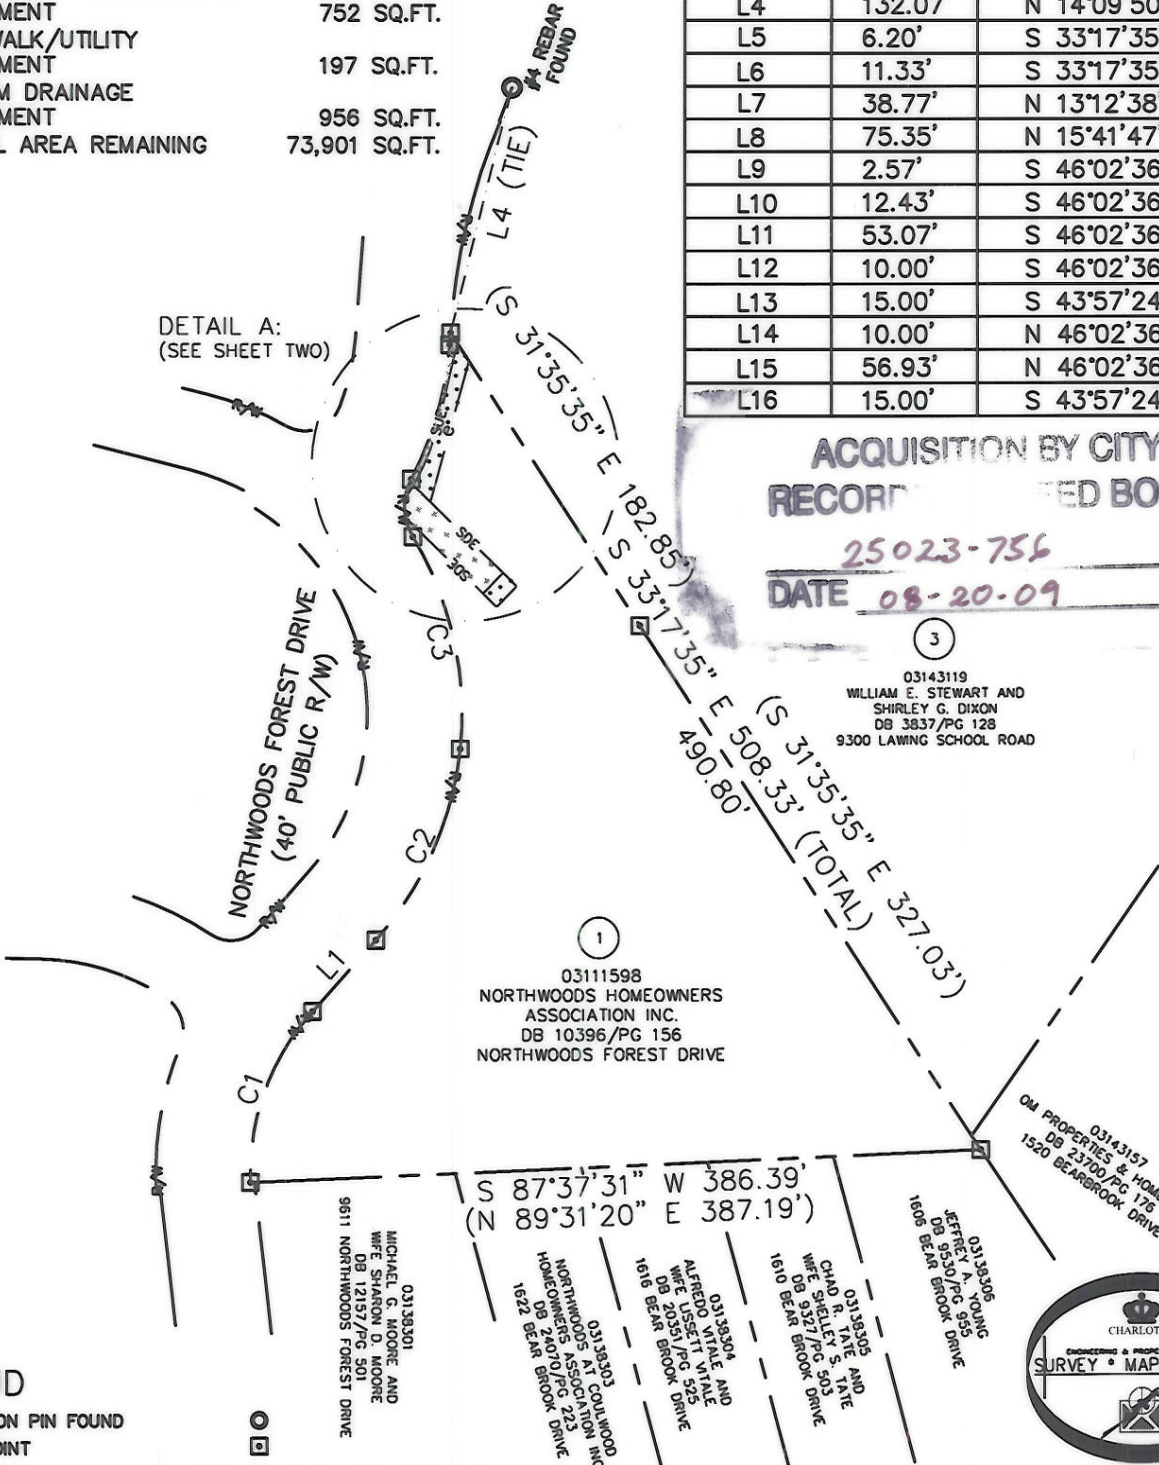 MENT 752 SQ.FT.
WALK/UTILITY
MENT 197 SQ.FT.
M DRAINAGE
MENT 956 SQ.FT.
L AREA REMAINING 73,901 SQ.FT.
L4 132.07' N 14°09'50
L5 6.20' S 33°17'35
L6 11.33' S 33°17'35
L7 38.77' N 13°12'38
L8 75.35' N 15°41'47
L9 2.57' S 46°02'36
L10 12.43' S 46°02'36
L11 53.07' S 46°02'36
L12 10.00' S 46°02'36
L13 15.00' S 43°57'24
L14 10.00' N 46°02'36
L15 56.93' N 46°02'36
L16 15.00' S 43°57'24
#4 REBAR
FOUND
L4 (TIE)
R/W
DETAIL A:
(SEE SHEET TWO)
R/W
(S 31°35'35" E 182.85')
ACQUISITION BY CITY
RECOR ED BO
25023-756
DATE 08-20-09
SUE
R/W
SDE
SDE
S 33°17'35" E 508.33' (TOTAL)
490.80'
(S 31°35'35" E 327.03')
3
03143119
WILLIAM E. STEWART AND
SHIRLEY G. DIXON
DB 3837/PG 128
9300 LAWING SCHOOL ROAD
C3
R/W
NORTHWOODS FOREST DRIVE
(40' PUBLIC R/W)
R/W
C2
R/W
L1
R/W
C1
R/W
1
03111598
NORTHWOODS HOMEOWNERS
ASSOCIATION INC.
DB 10396/PG 156
NORTHWOODS FOREST DRIVE
03143157
OM PROPERTIES & HOM
DB 23700/PG 176
1520 BEARBROOK DRIVE
S 87°37'31" W 386.39'
(N 89°31'20" E 387.19')
03138301
MICHAEL G. MOORE AND
WIFE SHARON D. MOORE
DB 12157/PG 501
9611 NORTHWOODS FOREST DRIVE
03138303
NORTHWOODS AT COULWOOD
HOMEOWNERS ASSOCIATION INC
DB 24070/PG 223
1622 BEAR BROOK DRIVE
03138304
ALFREDO VITALE AND
WIFE LISSETT VITALE
DB 20351/PG 525
1616 BEAR BROOK DRIVE
03138305
CHAD R. TATE AND
WIFE SHELLEY S. TATE
DB 9327/PG 503
1610 BEAR BROOK DRIVE
03138306
JEFFREY A. YOUNG
DB 9530/PG 955
1606 BEAR BROOK DRIVE
CHARLOT
ENGINEERING & PROPE
SURVEY * MAP
ND
ON PIN FOUND
OINT